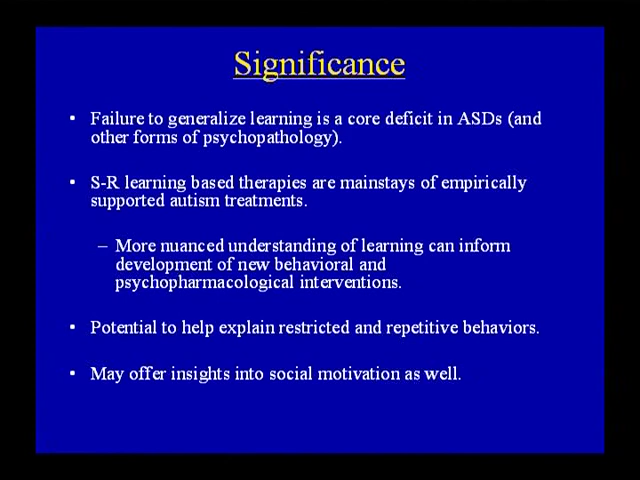 Significance
• Failure to generalize learning is a core deficit in ASDs (and
other forms of psychopathology).
• S-R learning based therapies are mainstays of empirically
supported autism treatments.
– More nuanced understanding of learning can inform
development of new behavioral and
psychopharmacological interventions.
• Potential to help explain restricted and repetitive behaviors.
• May offer insights into social motivation as well.